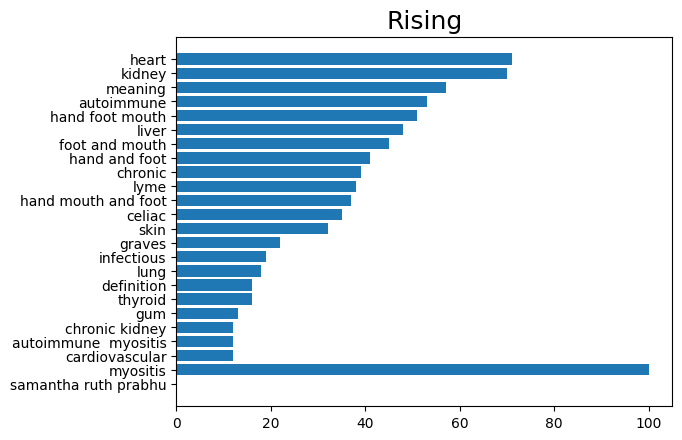 Rising
heart
kidney
meaning
autoimmune
hand foot mouth
liver
foot and mouth
hand and foot
chronic
lyme
hand mouth and foot
celiac
skin
graves
infectious
lung
definition
thyroid
gum
chronic kidney
autoimmune  myositis
cardiovascular
myositis
samantha ruth prabhu
0 20 40 60 80 100